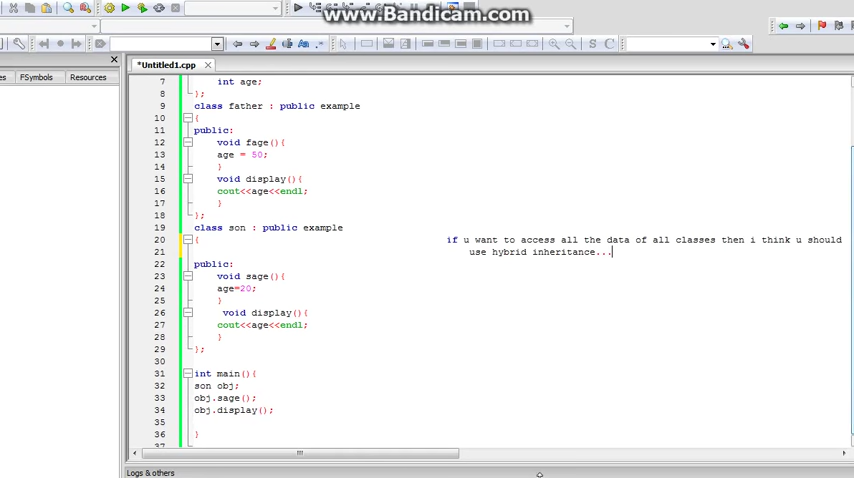 www.Bandicam.com
*Untitled1.cpp
es FSymbols Resources
7 int age;
8 };
9 class father : public example
10 {
11 public:
12 void fage(){
13 age = 50;
14 }
15 void display(){
16 cout<<age<<endl;
17 }
18 };
19 class son : public example
20 { if u want to access all the data of all classes then i think u should
21 use hybrid inheritance...
22 public:
23 void sage(){
24 age=20;
25 }
26 void display(){
27 cout<<age<<endl;
28 }
29 };
30
31 int main(){
32 son obj;
33 obj.sage();
34 obj.display();
35
36 }
37
Logs & others